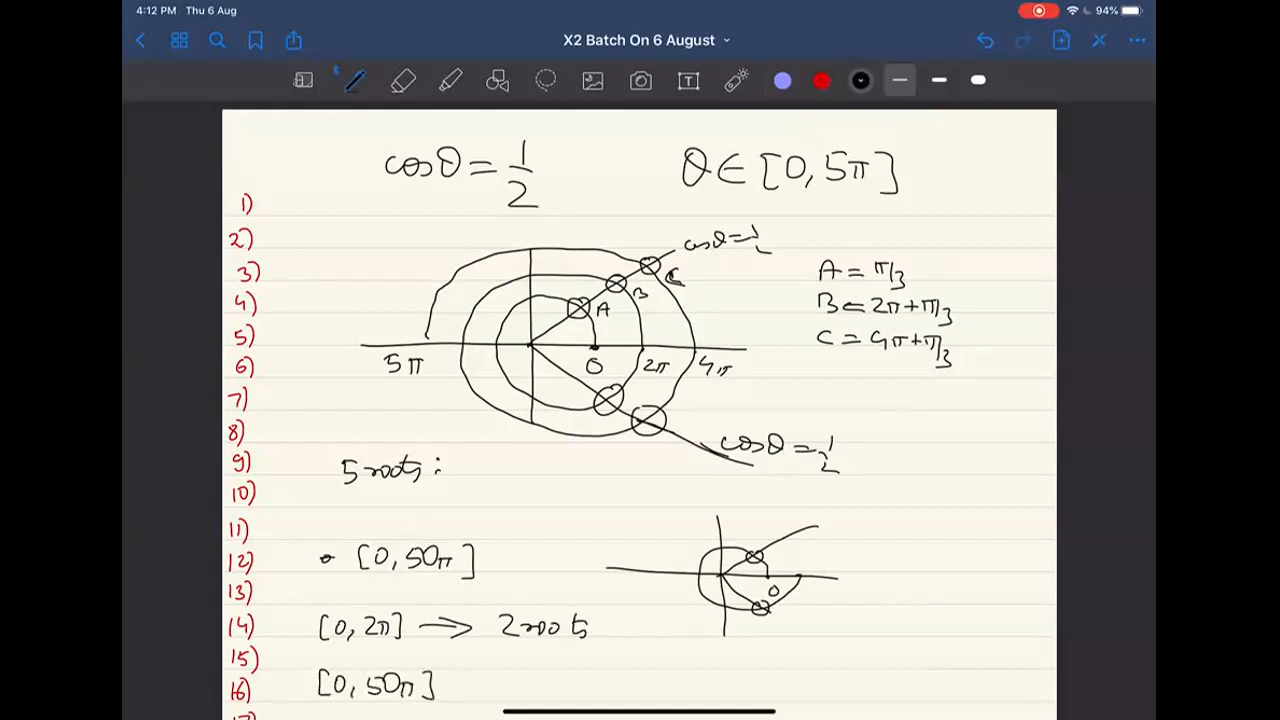 4:12 PM Thu 6 Aug
94%
X2 Batch On 6 August
cosθ = 1/2 θ ∈ [0, 5π]
1)
2)
3)
4)
5)
6)
7)
8)
9)
10)
11)
12)
13)
14)
15)
16)
cosθ = 1/2
A
B
C
A = π/3
B = 2π + π/3
C = 4π + π/3
5π 0 2π 4π
cosθ = 1/2
5 roots :
• [0, 50π]
0
[0, 2π] → 2 roots
[0, 50π]